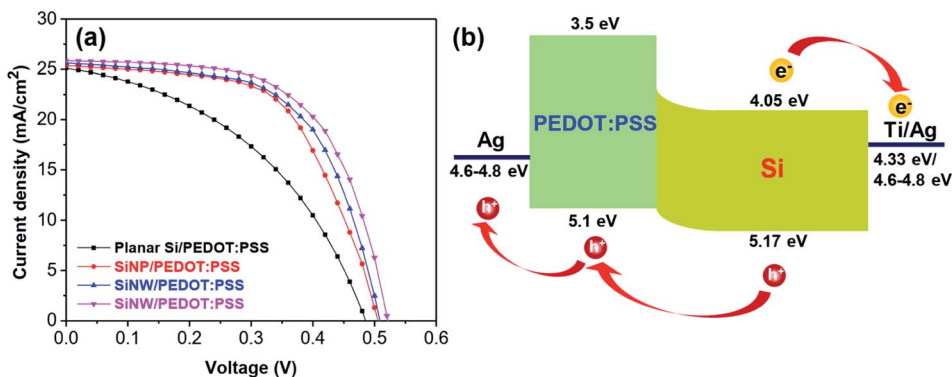 (a)
30
25
20
15
10
5
0
Current density (mA/cm²)
0.0 0.1 0.2 0.3 0.4 0.5 0.6
Voltage (V)
Planar Si/PEDOT:PSS
SiNP/PEDOT:PSS
SiNW/PEDOT:PSS
SiNW/PEDOT:PSS
(b)
3.5 eV
e⁻
4.05 eV
e⁻
PEDOT:PSS
Ag
Ti/Ag
4.6-4.8 eV
4.33 eV/
4.6-4.8 eV
Si
h⁺
5.1 eV
5.17 eV
h⁺
h⁺